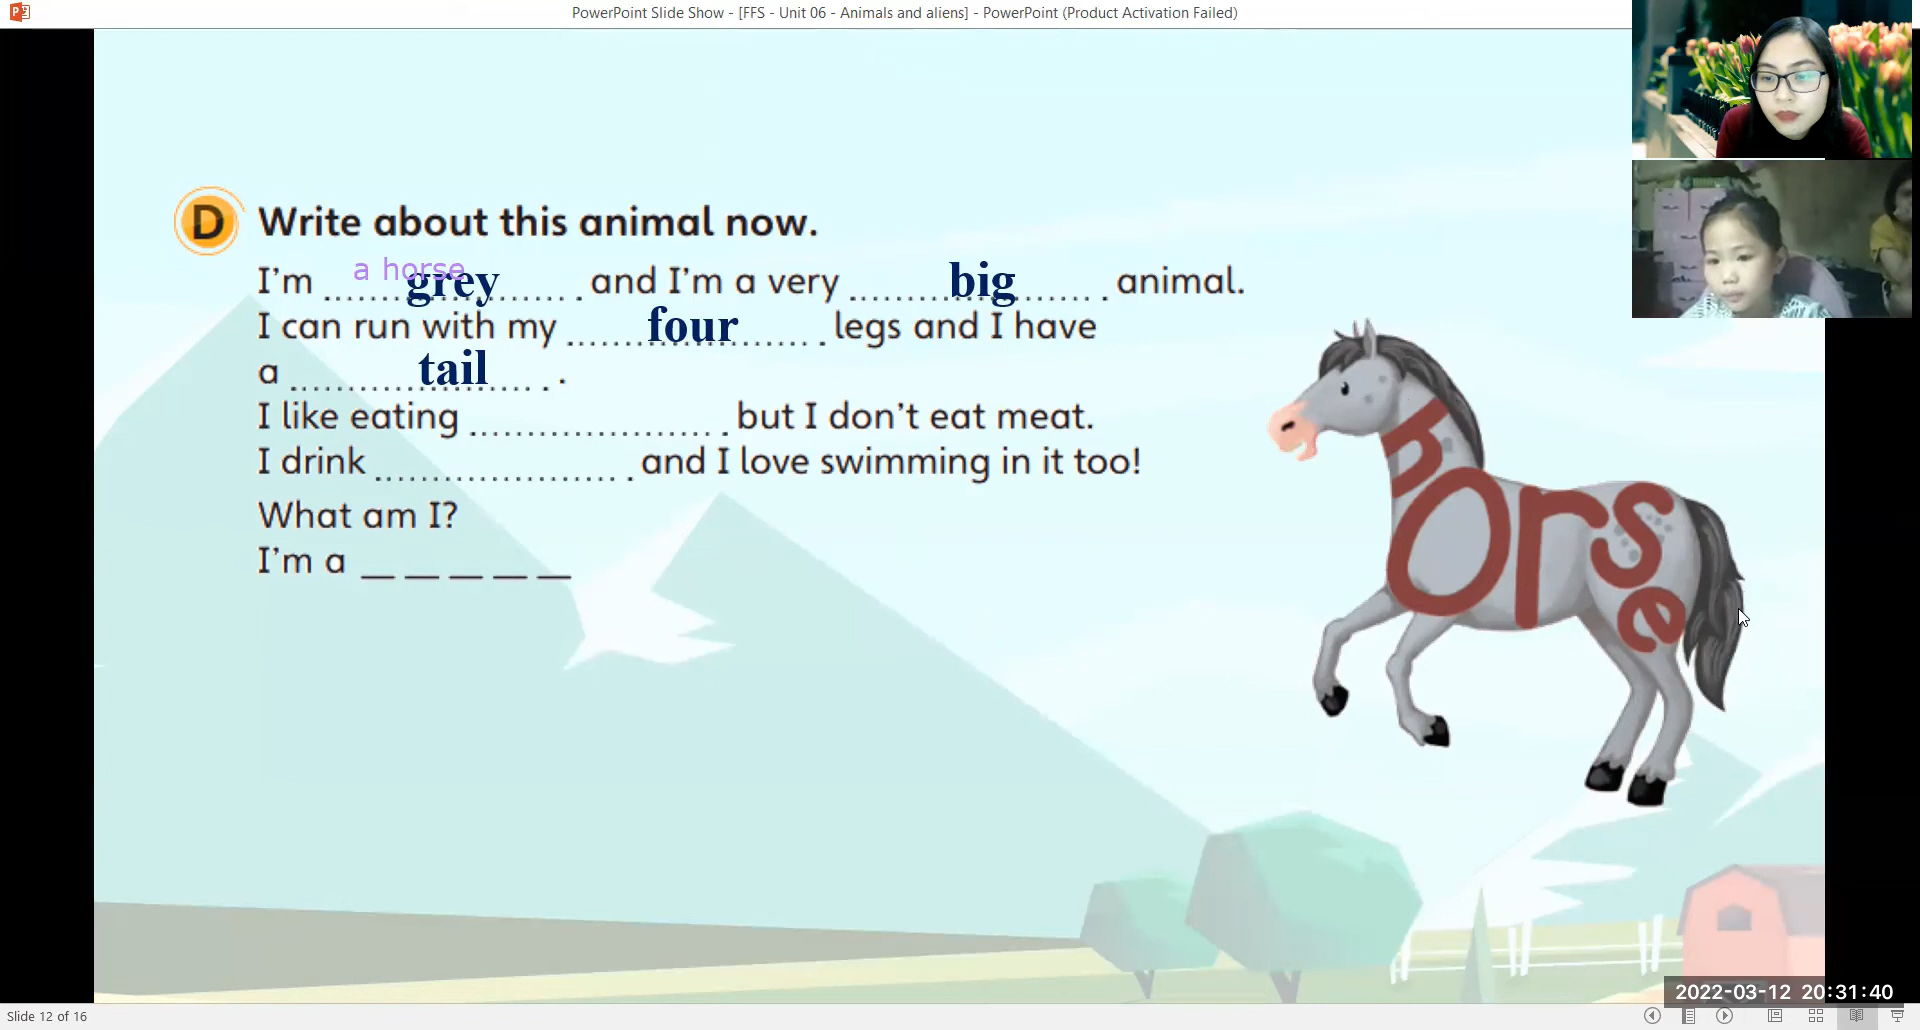 PowerPoint Slide Show - [FFS - Unit 06 - Animals and aliens] - PowerPoint (Product Activation Failed)
D Write about this animal now.
a horse
I'm grey and I'm a very big animal.
I can run with my four legs and I have
a tail .
I like eating .................... but I don't eat meat.
I drink .................... and I love swimming in it too!
What am I?
I'm a _ _ _ _ _
horse
2022-03-12 20:31:40
Slide 12 of 16